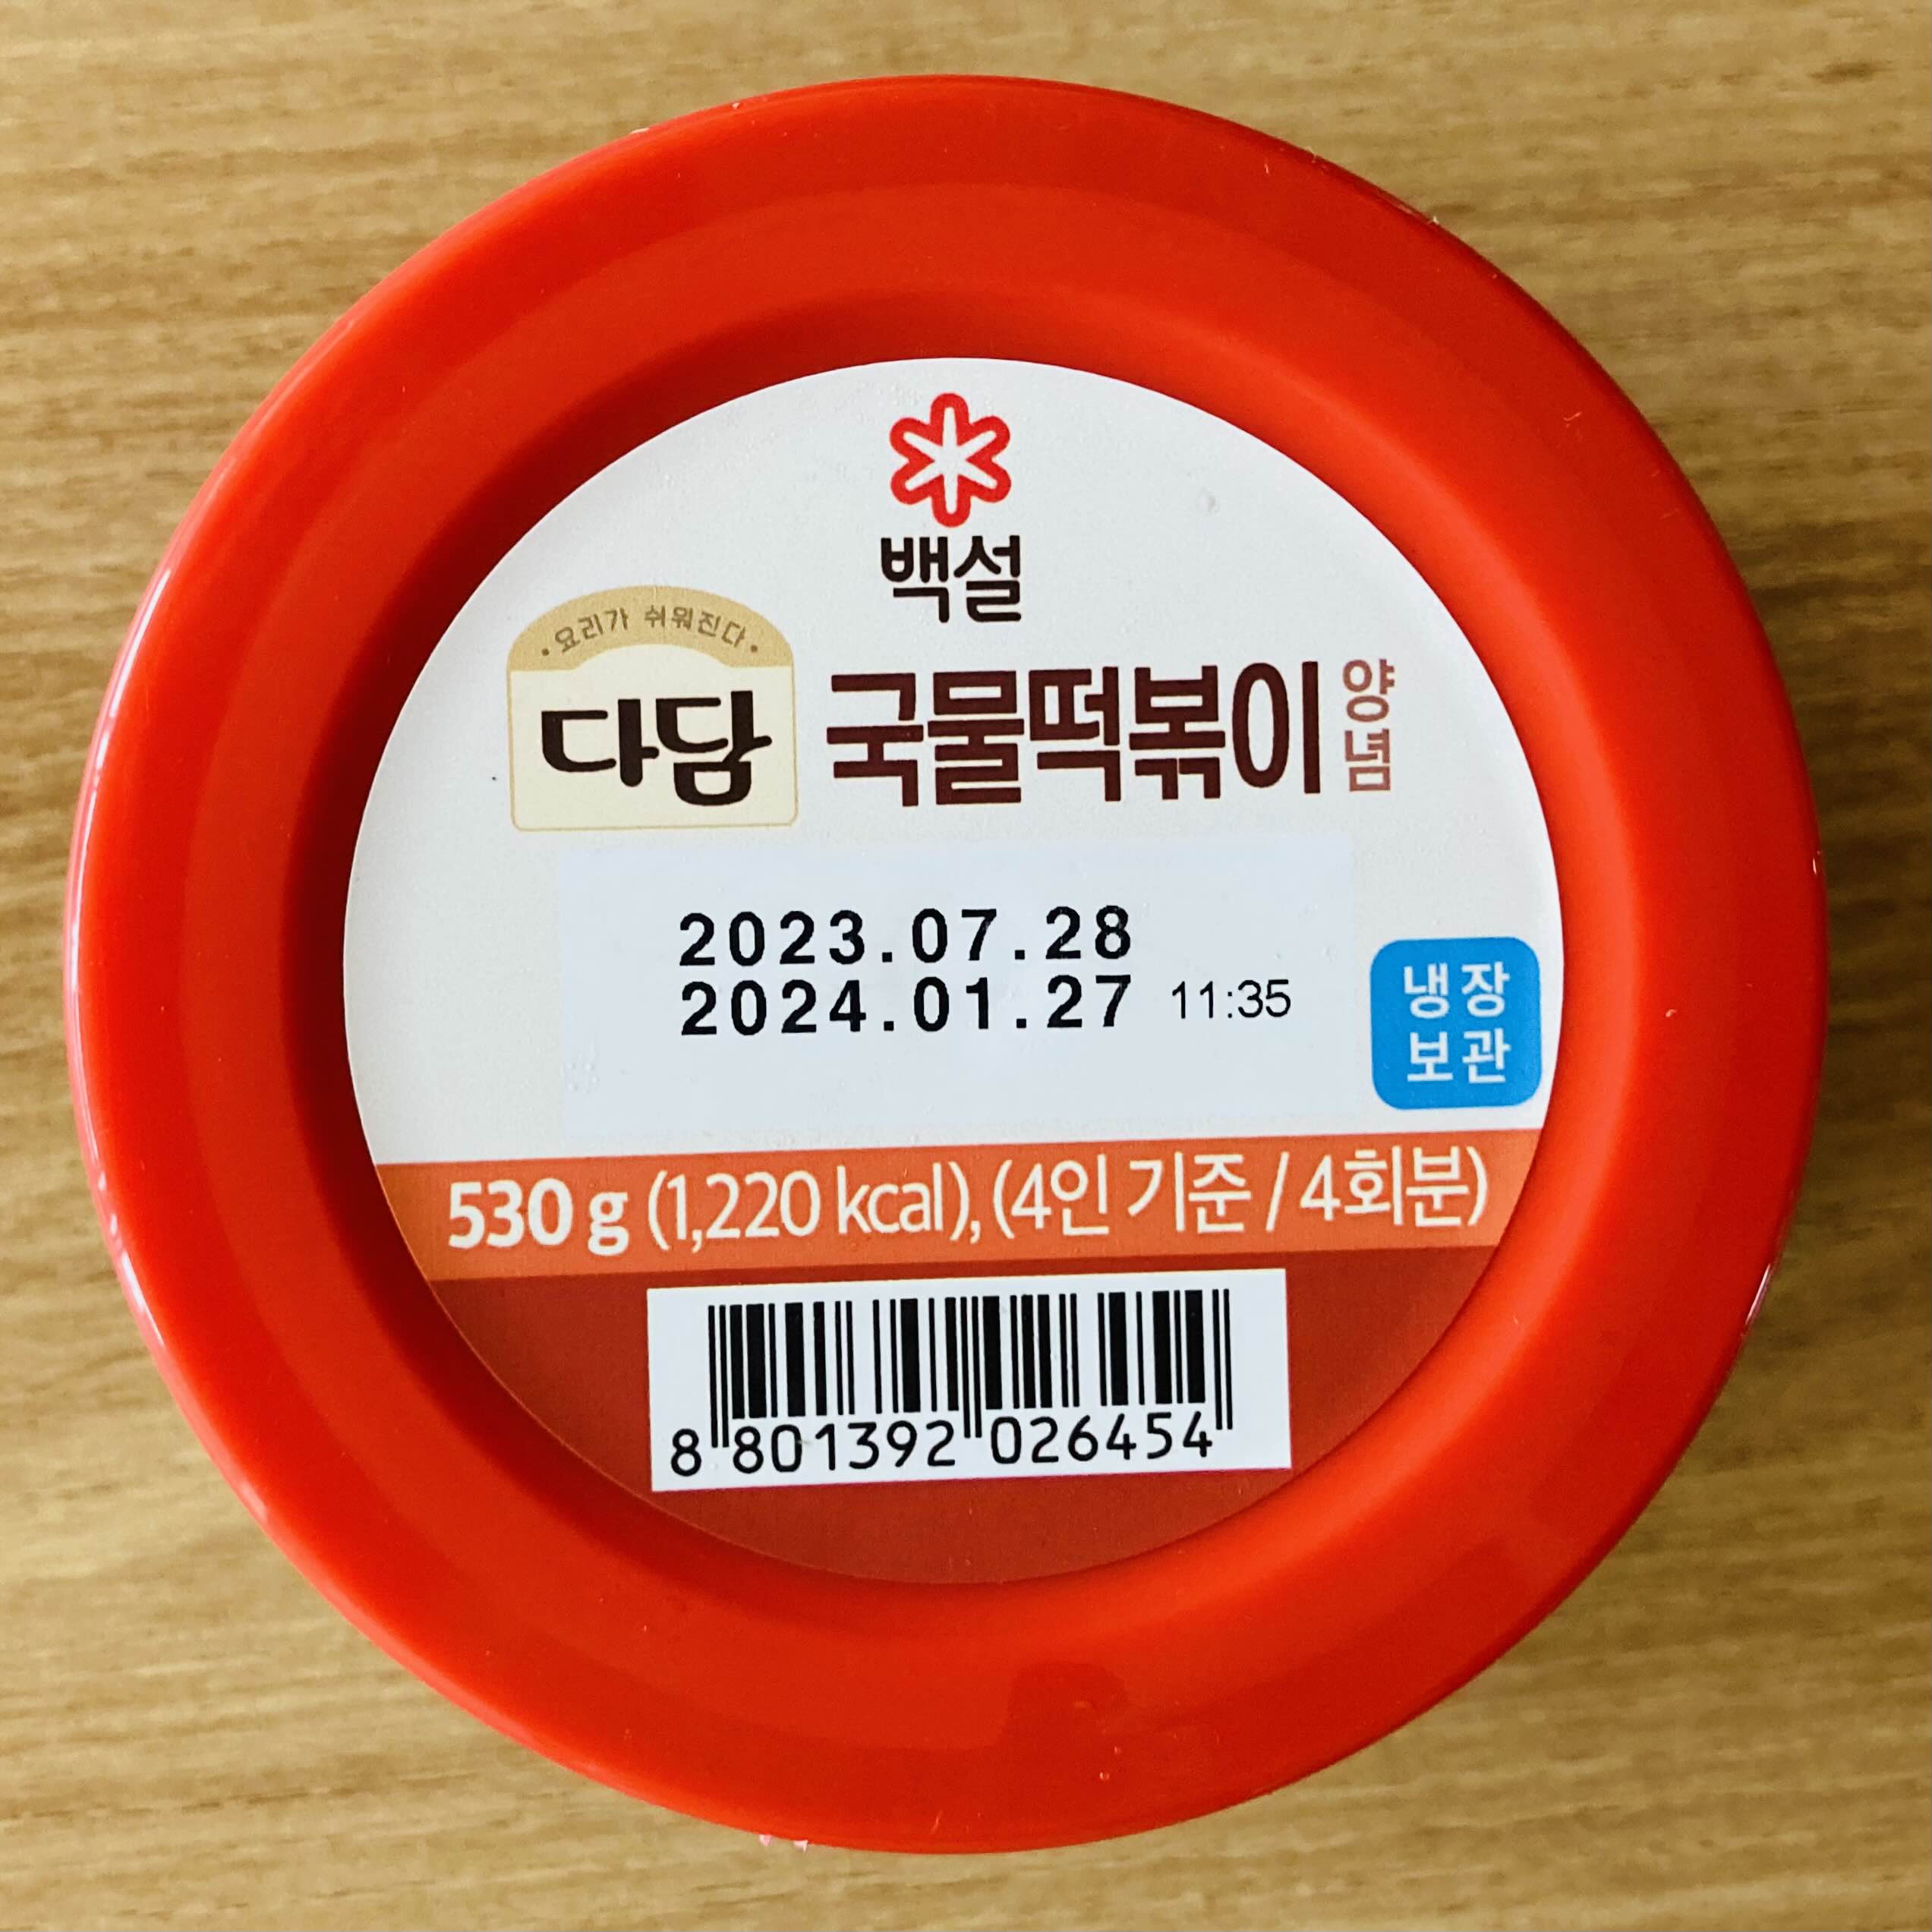 백설
· 요리가 쉬워진다 ·
다담 국물떡볶이 양념
2023.07.28
2024.01.27 11:35
냉장
보관
530 g (1,220 kcal), (4인 기준 / 4회분)
8 801392 026454